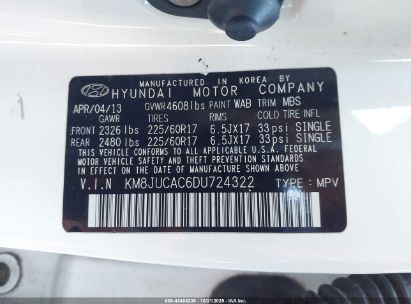 MANUFACTURED IN KOREA BY
HYUNDAI MOTOR COMPANY
APR/04/13 GVWR4608lbs PAINT WAB TRIM MBS
GAWR TIRES RIMS COLD TIRE INFL
FRONT 2326 lbs 225/60R17 6.5JX17 33psi SINGLE
REAR 2480 lbs 225/60R17 6.5JX17 33psi SINGLE
THIS VEHICLE CONFORMS TO ALL APPLICABLE
U.S. FEDERAL MOTOR VEHICLE SAFETY AND
THEFT PREVENTION STANDARDS IN EFFECT ON
THE DATE OF MANUFACTURE SHOWN ABOVE.
V.I.N KM8JUCAC6DU724322 TYPE : MPV